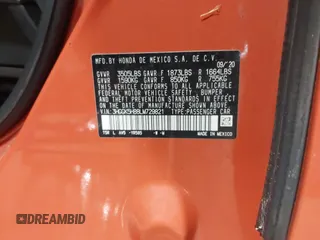 MFD.BY HONDA DE MEXICO S.A. DE C.V.
09/'20
GVWR 3505LBS GAWR F 1873LBS R 1664LBS
GVWR 1590KG GAWR F 850KG R 755KG
THIS VEHICLE CONFORMS TO ALL APPLICABLE
FEDERAL MOTOR VEHICLE SAFETY, BUMPER,
AND THEFT PREVENTION STANDARDS IN EFFECT
ON THE DATE OF MANUFACTURE SHOWN ABOVE.
TYPE:PASSENGER CAR
MADE IN MEXICO
DREAMBID.COM.UA